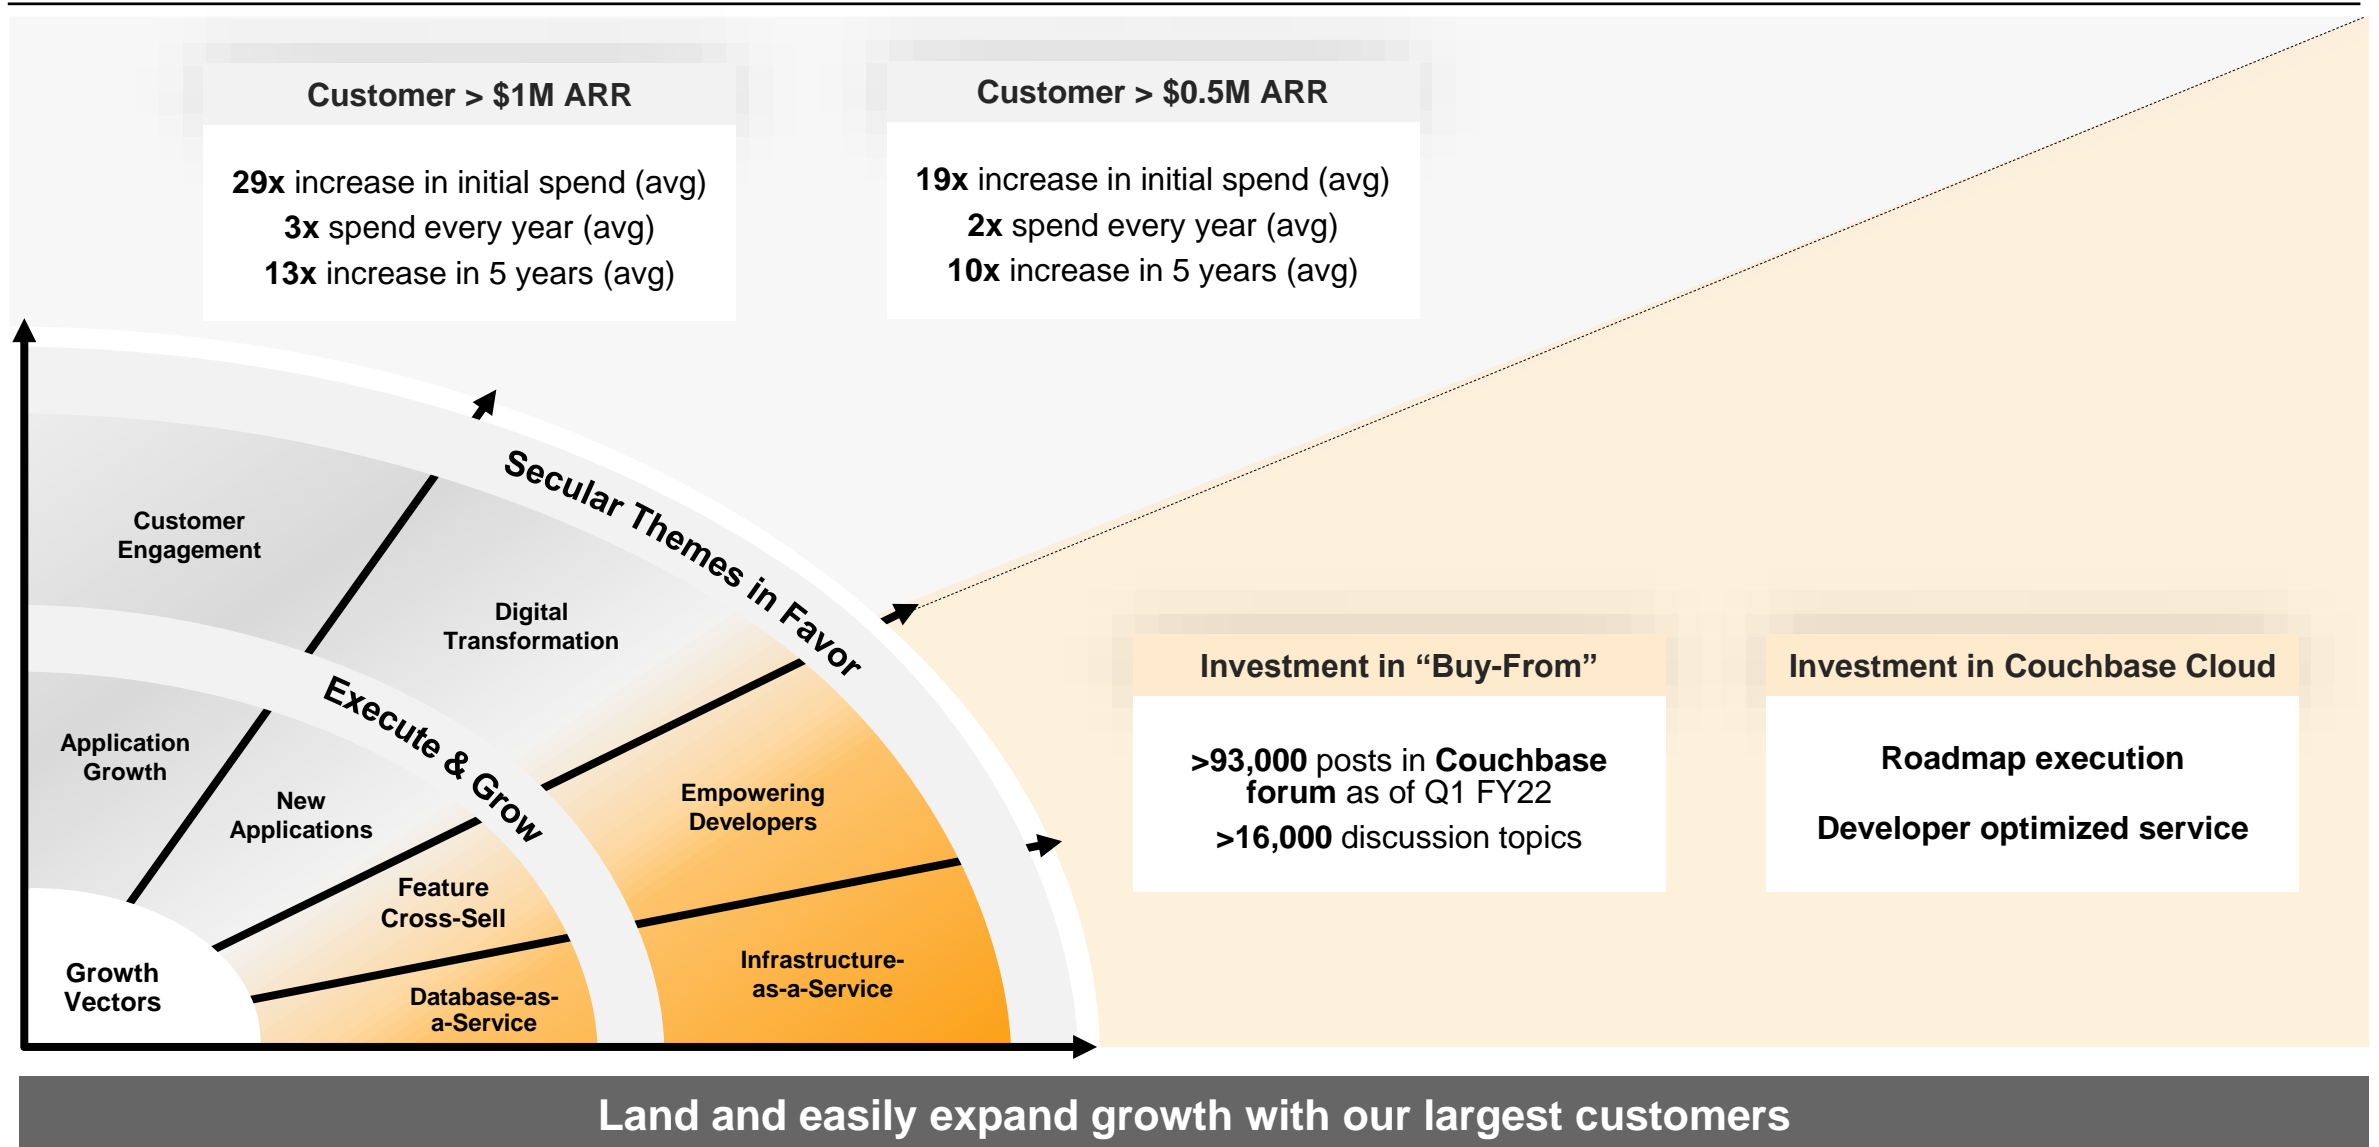 Customer > $1M ARR
29x increase in initial spend (avg)
3x spend every year (avg)
13x increase in 5 years (avg)
Customer > $0.5M ARR
19x increase in initial spend (avg)
2x spend every year (avg)
10x increase in 5 years (avg)
Secular Themes in Favor
Customer
Engagement
Digital
Transformation
Empowering
Developers
Infrastructure-
as-a-Service
Execute & Grow
Application
Growth
New
Applications
Feature
Cross-Sell
Database-as-
a-Service
Growth
Vectors
Investment in “Buy-From”
>93,000 posts in Couchbase
forum as of Q1 FY22
>16,000 discussion topics
Investment in Couchbase Cloud
Roadmap execution
Developer optimized service
Land and easily expand growth with our largest customers